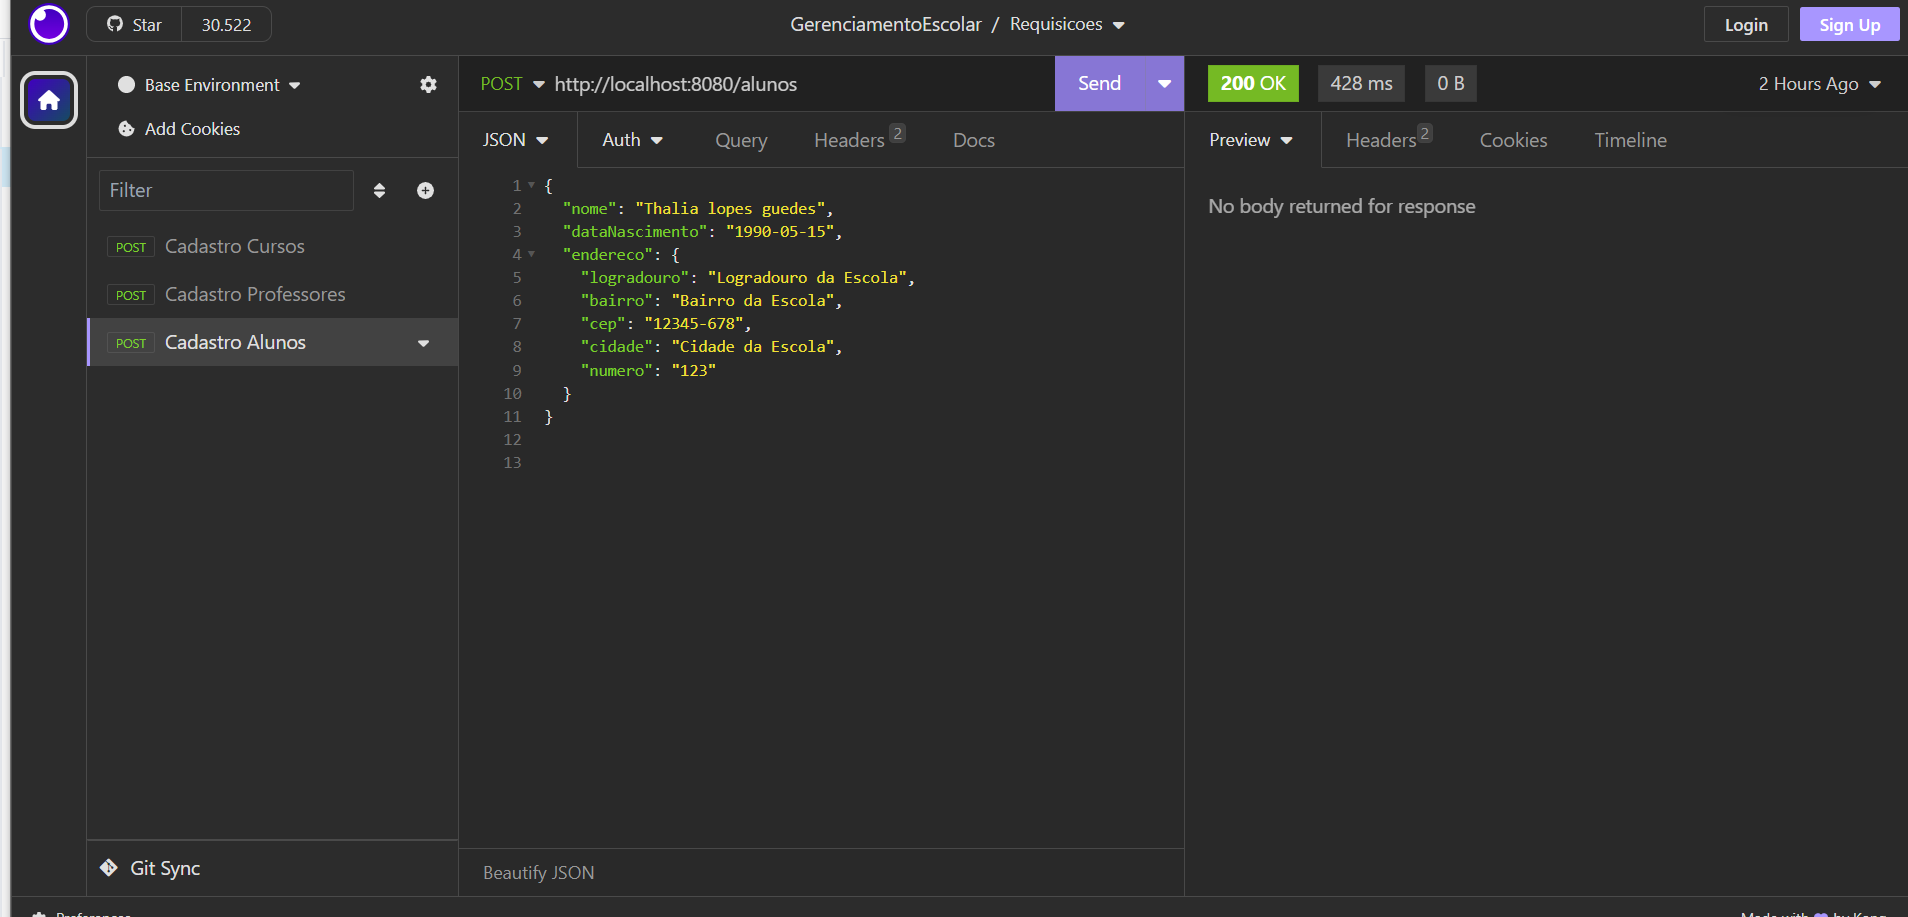 Star 30.522 GerenciamentoEscolar / Requisicoes Login Sign Up
Base Environment
Add Cookies
Filter
POST Cadastro Cursos
POST Cadastro Professores
POST Cadastro Alunos
Git Sync
POST http://localhost:8080/alunos Send
JSON Auth Query Headers 2 Docs
1 {
2 "nome": "Thalia lopes guedes",
3 "dataNascimento": "1990-05-15",
4 "endereco": {
5 "logradouro": "Logradouro da Escola",
6 "bairro": "Bairro da Escola",
7 "cep": "12345-678",
8 "cidade": "Cidade da Escola",
9 "numero": "123"
10 }
11 }
12
13
Beautify JSON
200 OK 428 ms 0 B 2 Hours Ago
Preview Headers 2 Cookies Timeline
No body returned for response
Preferences Made with by Kong